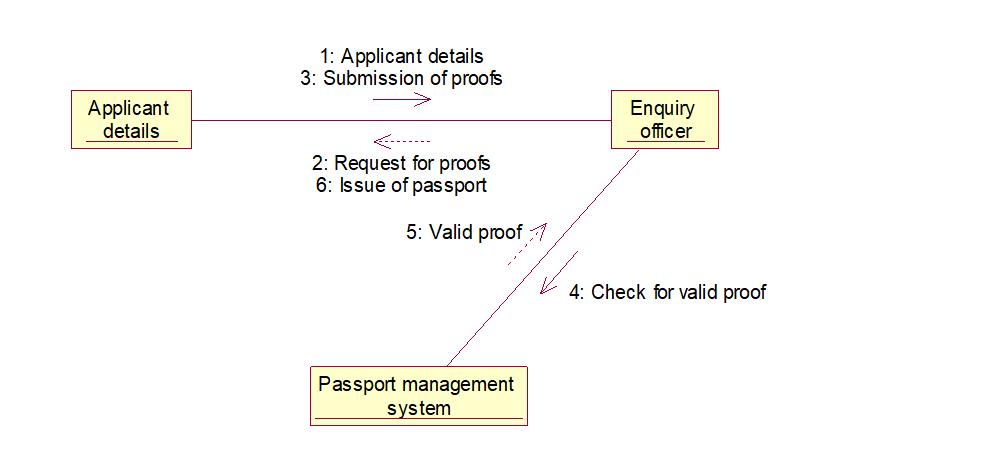 1: Applicant details
3: Submission of proofs
Applicant
details
Enquiry
officer
2: Request for proofs
6: Issue of passport
5: Valid proof
4: Check for valid proof
Passport management
system